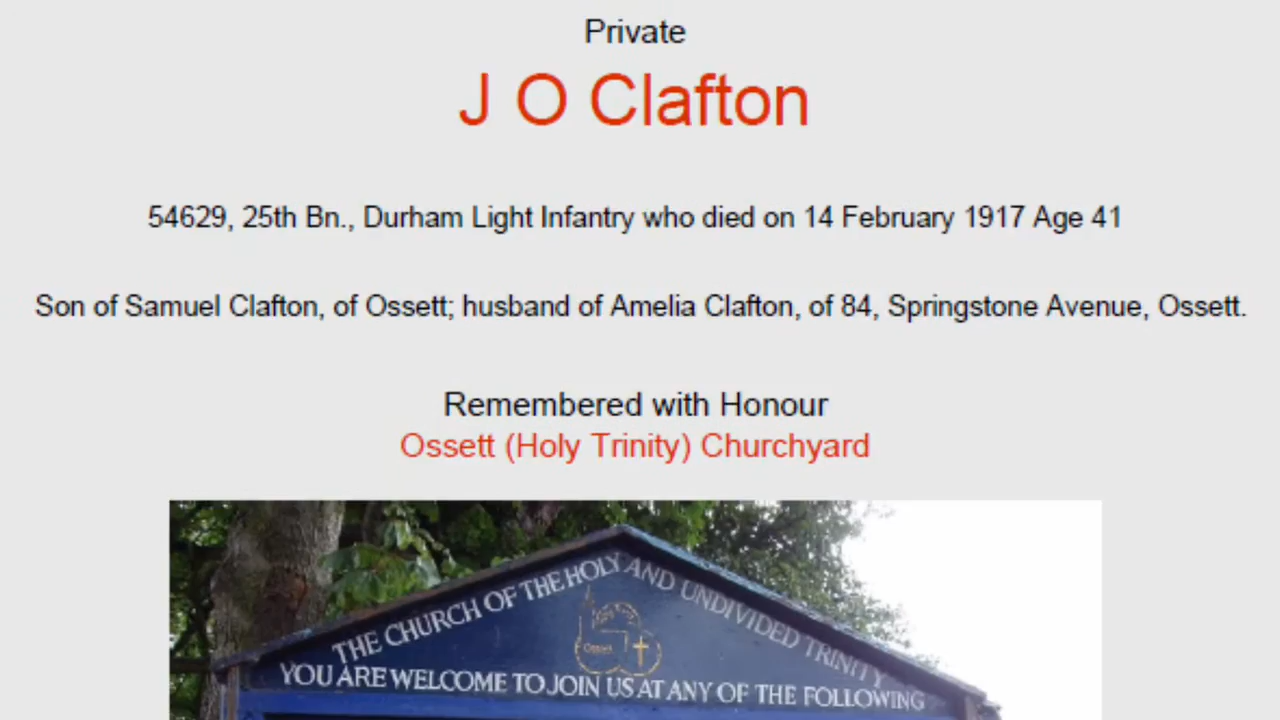 Private
J O Clafton
54629, 25th Bn., Durham Light Infantry who died on 14 February 1917 Age 41
Son of Samuel Clafton, of Ossett; husband of Amelia Clafton, of 84, Springstone Avenue, Ossett.
Remembered with Honour
Ossett (Holy Trinity) Churchyard
THE CHURCH OF THE HOLY AND UNDIVIDED TRINITY
Ossett
YOU ARE WELCOME TO JOIN US AT ANY OF THE FOLLOWING